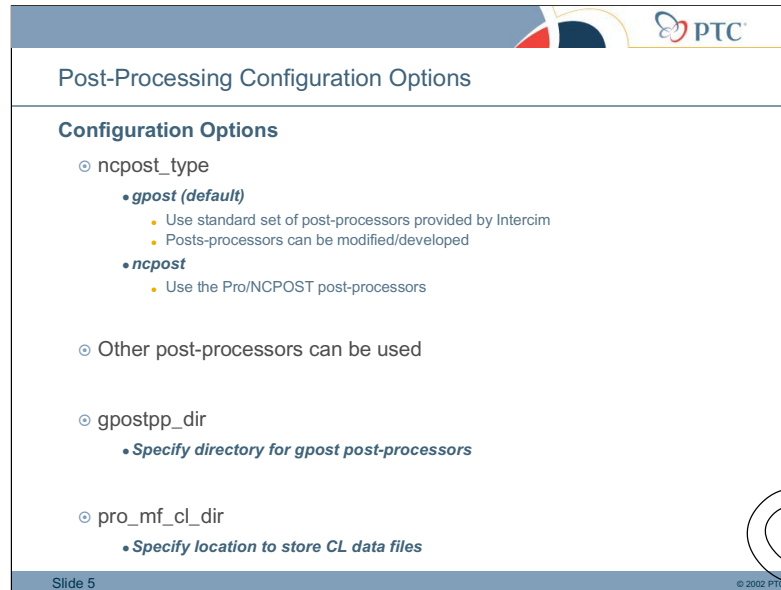 PTC
Post-Processing Configuration Options
Configuration Options
ncpost_type
gpost (default)
Use standard set of post-processors provided by Intercim
Posts-processors can be modified/developed
ncpost
Use the Pro/NCPOST post-processors
Other post-processors can be used
gpostpp_dir
Specify directory for gpost post-processors
pro_mf_cl_dir
Specify location to store CL data files
Slide 5
© 2002 PTC